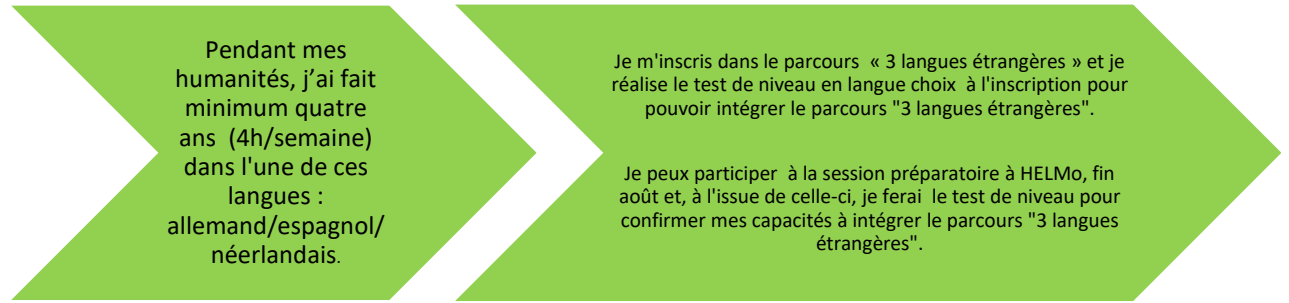 Pendant mes
humanités, j’ai fait
minimum quatre
ans (4h/semaine)
dans l'une de ces
langues :
allemand/espagnol/
néerlandais.
Je m'inscris dans le parcours « 3 langues étrangères » et je
réalise le test de niveau en langue choix à l'inscription pour
pouvoir intégrer le parcours "3 langues étrangères".
Je peux participer à la session préparatoire à HELMo, fin
août et, à l'issue de celle-ci, je ferai le test de niveau pour
confirmer mes capacités à intégrer le parcours "3 langues
étrangères".